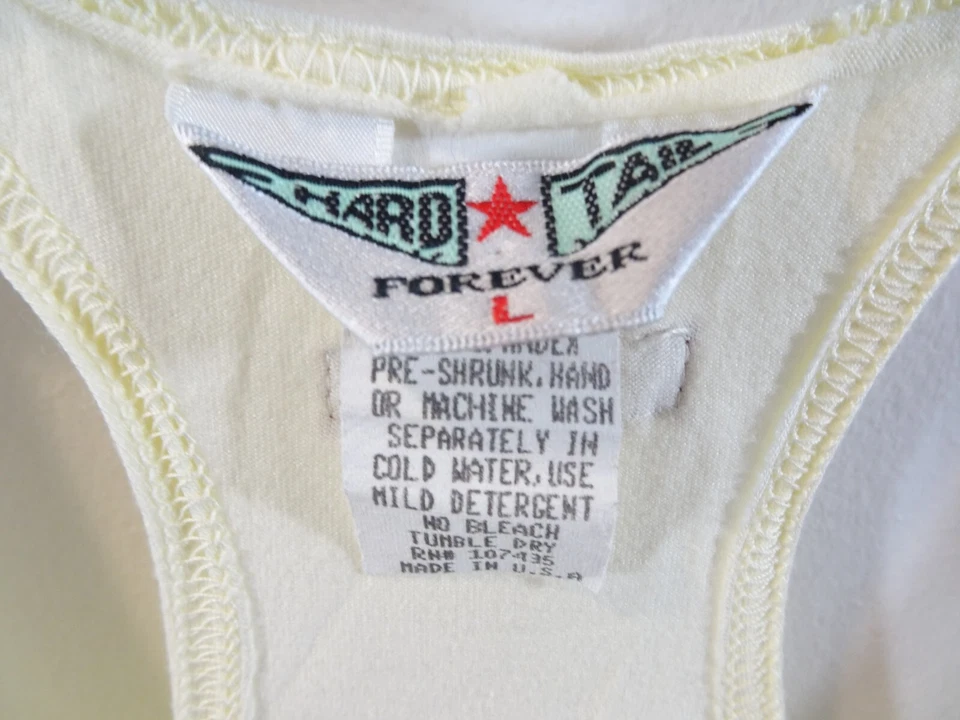 HARD ★ TAIL
FOREVER
L
PRE-SHRUNK.HAND
OR MACHINE WASH
SEPARATELY IN
COLD WATER,USE
MILD DETERGENT
NO BLEACH
TUMBLE DRY
RN# 107435
MADE IN U.S.A